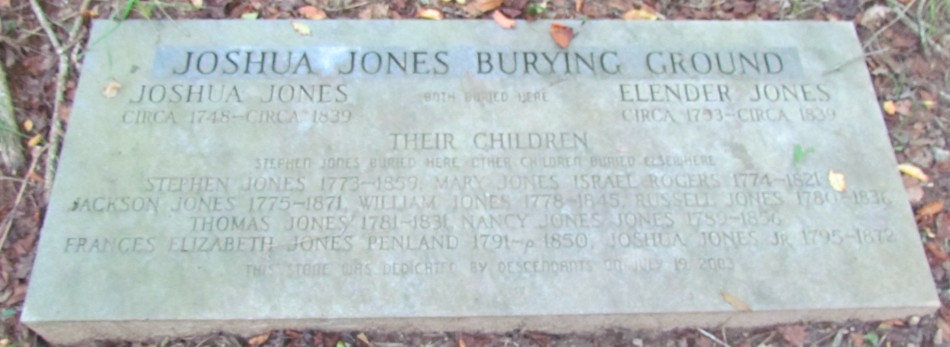 JOSHUA JONES BURYING GROUND
JOSHUA JONES BOTH BURIED HERE ELENDER JONES
CIRCA 1748-CIRCA 1839 CIRCA 1753-CIRCA 1839
THEIR CHILDREN
STEPHEN JONES BURIED HERE OTHER CHILDREN BURIED ELSEWHERE
STEPHEN JONES 1773-1859, MARY JONES ISRAEL ROGERS 1774-1821
JACKSON JONES 1775-1871, WILLIAM JONES 1778-1845, RUSSELL JONES 1780-1836
THOMAS JONES 1781-1831, NANCY JONES JONES
FRANCES ELIZABETH JONES PENLAND 1791-P 1850, JOSHUA JONES JR. 1795-1872
THIS STONE WAS DEDICATED BY DESCENDANTS ON JULY 19, 2003